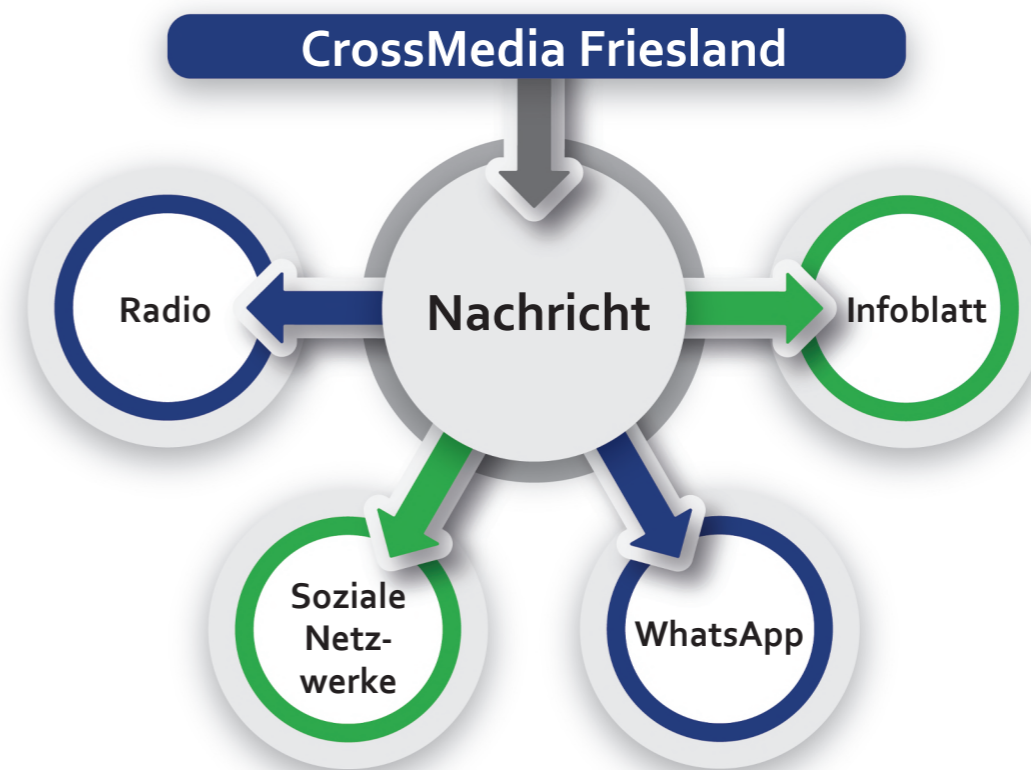 CrossMedia Friesland
Nachricht
Radio
Infoblatt
Soziale
Netz-
werke
WhatsApp